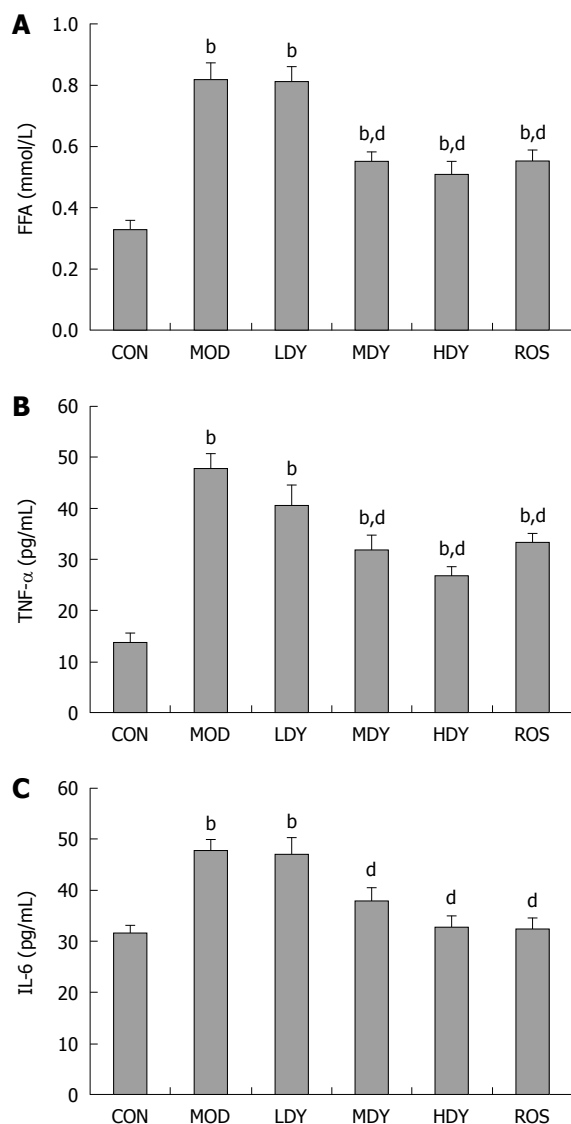 A
1.0
0.8
0.6
0.4
0.2
0.0
FFA (mmol/L)
b
b
b,d
b,d
b,d
CON MOD LDY MDY HDY ROS
B
60
50
40
30
20
10
0
TNF-α (pg/mL)
b
b
b,d
b,d
b,d
CON MOD LDY MDY HDY ROS
C
60
50
40
30
20
10
0
IL-6 (pg/mL)
b
b
d
d
d
CON MOD LDY MDY HDY ROS